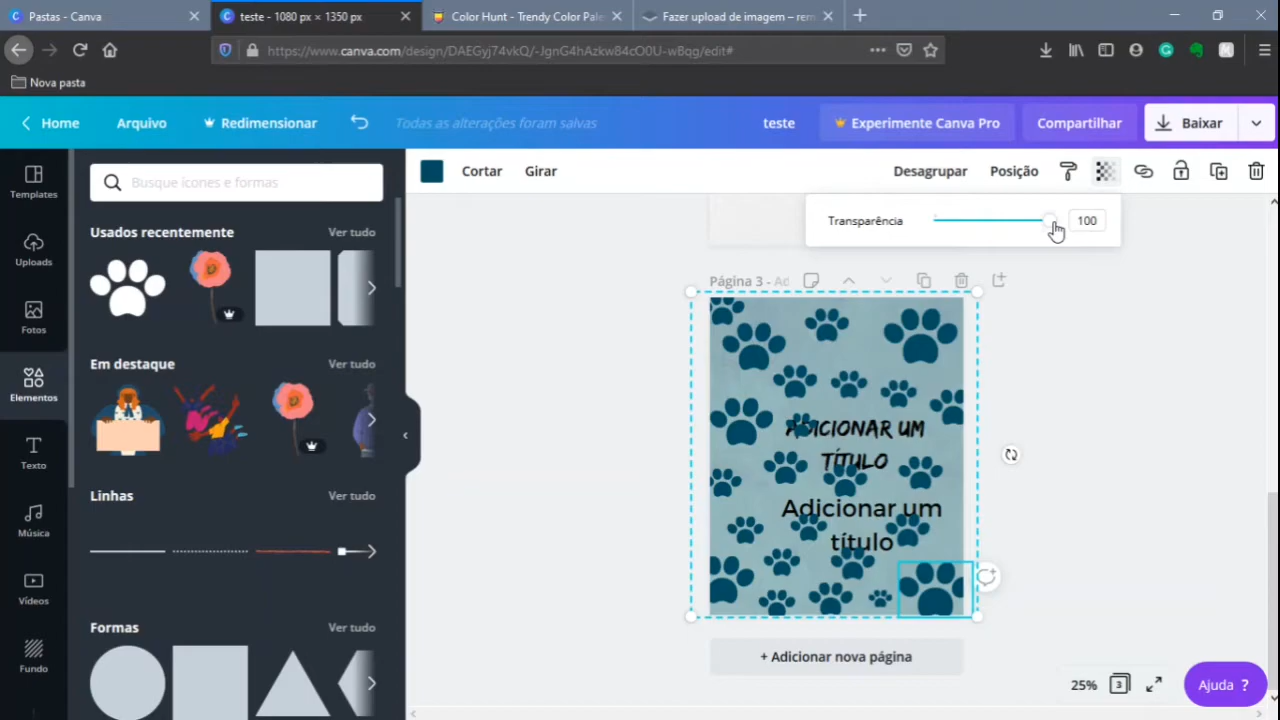 Pastas - Canva
teste - 1080 px × 1350 px
Color Hunt - Trendy Color Pale
Fazer upload de imagem – rem
https://www.canva.com/design/DAEGyj74vkQ/-JgnG4hAzkw84cO0U-wBqg/edit#
Nova pasta
Home
Arquivo
Redimensionar
Todas as alterações foram salvas
teste
Experimente Canva Pro
Compartilhar
Baixar
Templates
Uploads
Fotos
Elementos
Texto
Música
Vídeos
Fundo
Busque ícones e formas
Usados recentemente
Ver tudo
Em destaque
Ver tudo
Linhas
Ver tudo
Formas
Ver tudo
Cortar
Girar
Desagrupar
Posição
Transparência
100
Página 3 - Ad
ADICIONAR UM
TÍTULO
Adicionar um
título
+ Adicionar nova página
25%
3
Ajuda ?